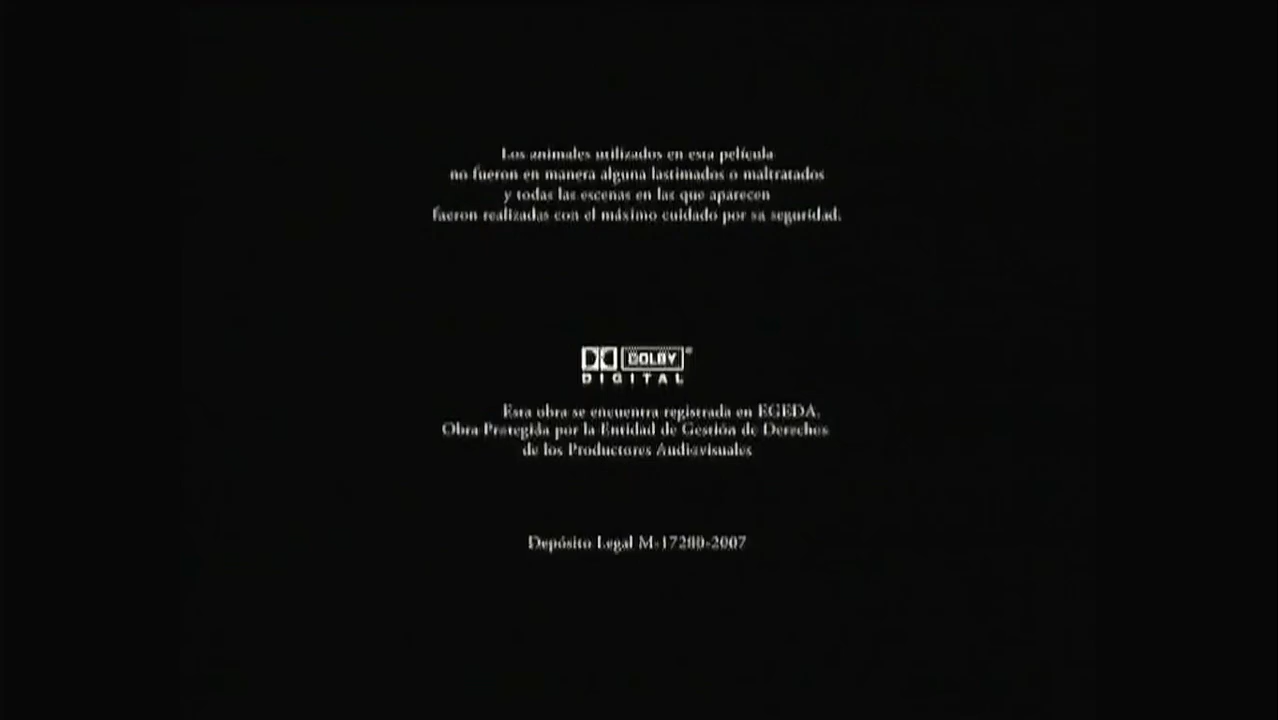 Los animales utilizados en esta película
no fueron en manera alguna lastimados o maltratados
y todas las escenas en las que aparecen
fueron realizadas con el máximo cuidado por su seguridad.
DOLBY
DIGITAL
Esta obra se encuentra registrada en EGEDA.
Obra Protegida por la Entidad de Gestión de Derechos
de los Productores Audiovisuales
Depósito Legal M-17280-2007